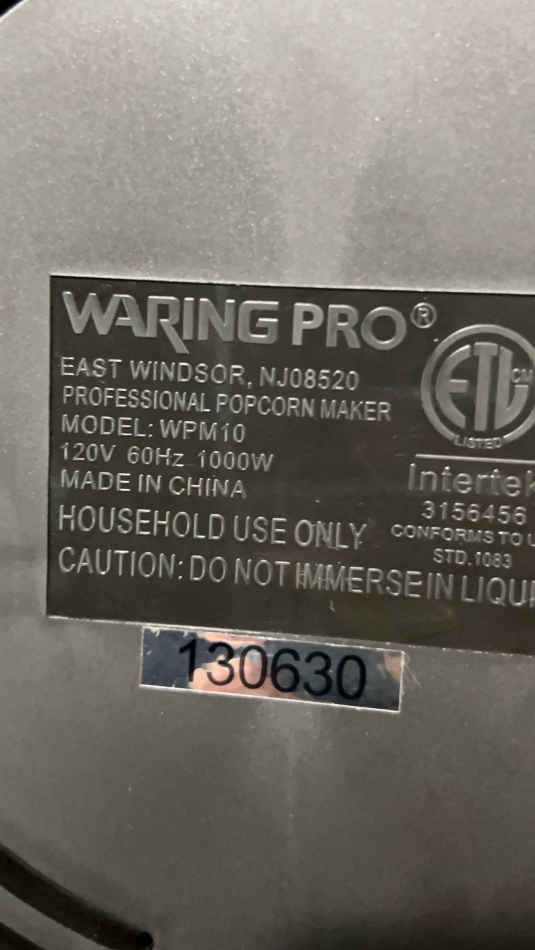 WARING PRO®
EAST WINDSOR, NJ08520
PROFESSIONAL POPCORN MAKER
MODEL: WPM10
120V 60Hz 1000W
MADE IN CHINA
HOUSEHOLD USE ONLY
CAUTION: DO NOT IMMERSE IN
ETL CM
LISTED
Intertek
3156456
CONFORMS TO
STD.1083
130630